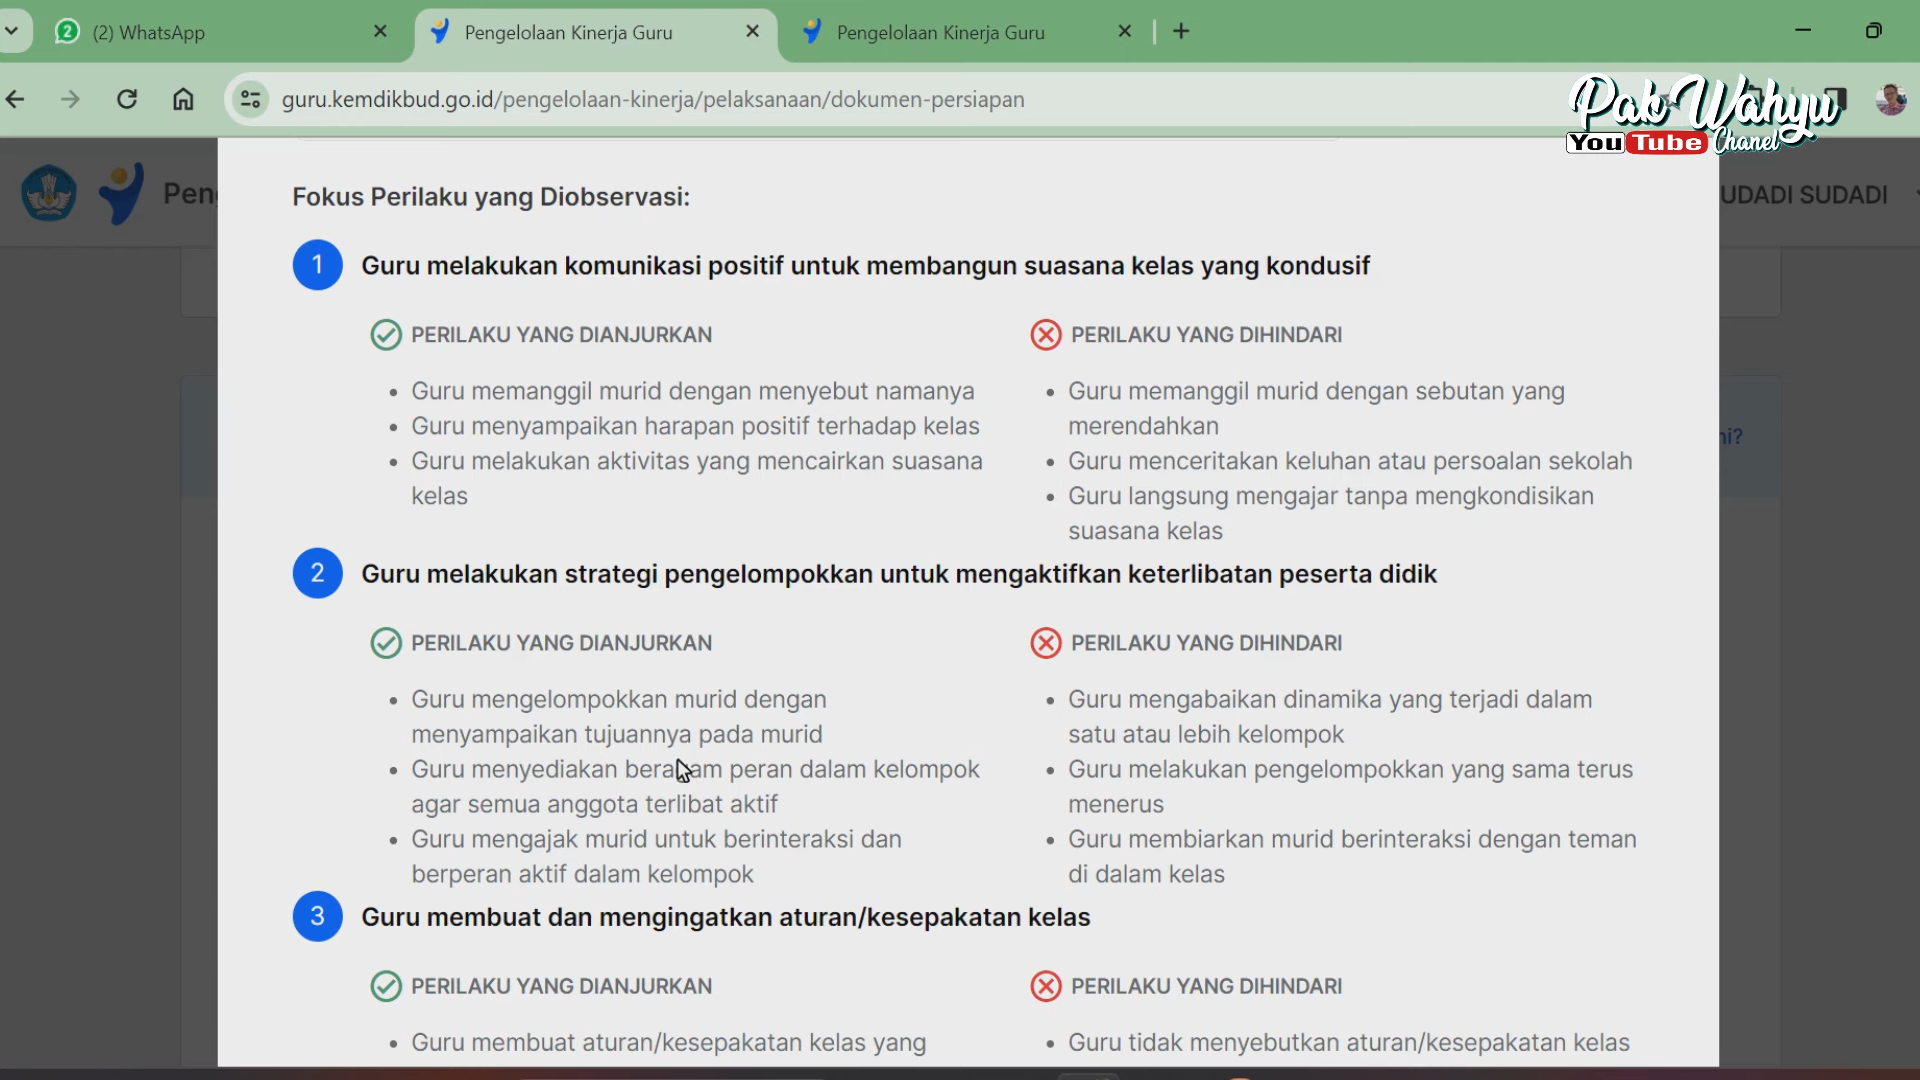 2
(2) WhatsApp
Pengelolaan Kinerja Guru
Pengelolaan Kinerja Guru
guru.kemdikbud.go.id/pengelolaan-kinerja/pelaksanaan/dokumen-persiapan
Pak Wahyu
YouTube Chanel
Peng
UDADI SUDADI
Fokus Perilaku yang Diobservasi:
1 Guru melakukan komunikasi positif untuk membangun suasana kelas yang kondusif
PERILAKU YANG DIANJURKAN
• Guru memanggil murid dengan menyebut namanya
• Guru menyampaikan harapan positif terhadap kelas
• Guru melakukan aktivitas yang mencairkan suasana
kelas
PERILAKU YANG DIHINDARI
• Guru memanggil murid dengan sebutan yang
merendahkan
• Guru menceritakan keluhan atau persoalan sekolah
• Guru langsung mengajar tanpa mengkondisikan
suasana kelas
ni?
2 Guru melakukan strategi pengelompokkan untuk mengaktifkan keterlibatan peserta didik
PERILAKU YANG DIANJURKAN
• Guru mengelompokkan murid dengan
menyampaikan tujuannya pada murid
• Guru menyediakan beragam peran dalam kelompok
agar semua anggota terlibat aktif
• Guru mengajak murid untuk berinteraksi dan
berperan aktif dalam kelompok
PERILAKU YANG DIHINDARI
• Guru mengabaikan dinamika yang terjadi dalam
satu atau lebih kelompok
• Guru melakukan pengelompokkan yang sama terus
menerus
• Guru membiarkan murid berinteraksi dengan teman
di dalam kelas
3 Guru membuat dan mengingatkan aturan/kesepakatan kelas
PERILAKU YANG DIANJURKAN
• Guru membuat aturan/kesepakatan kelas yang
PERILAKU YANG DIHINDARI
• Guru tidak menyebutkan aturan/kesepakatan kelas